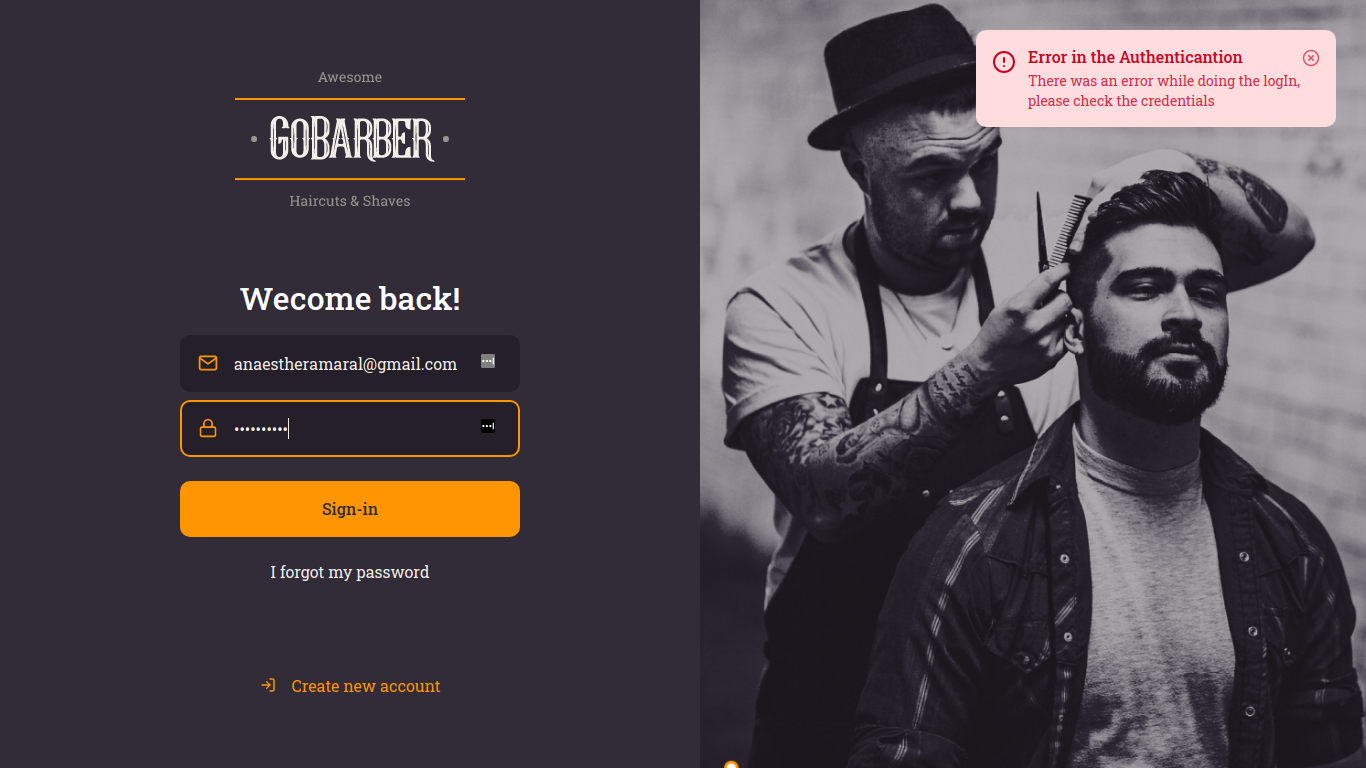 Awesome
GoBARBER
Haircuts & Shaves
Wecome back!
anaestheramaral@gmail.com
••••••••••
Sign-in
I forgot my password
Create new account
Error in the Authenticantion
There was an error while doing the logIn,
please check the credentials